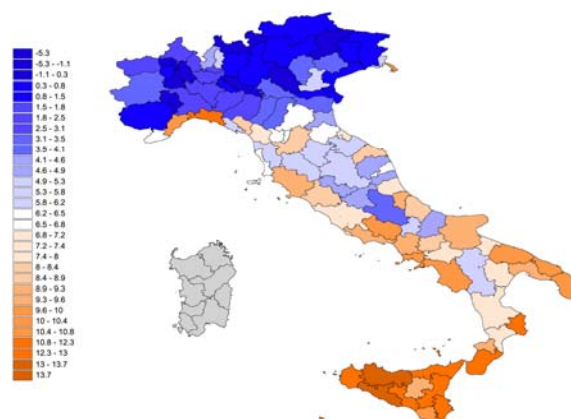 -5.3
-5.3 - -1.1
-1.1 - 0.3
0.3 - 0.8
0.8 - 1.5
1.5 - 1.8
1.8 - 2.5
2.5 - 3.1
3.1 - 3.5
3.5 - 4.1
4.1 - 4.6
4.6 - 4.9
4.9 - 5.3
5.3 - 5.8
5.8 - 6.2
6.2 - 6.5
6.5 - 6.8
6.8 - 7.2
7.2 - 7.4
7.4 - 8
8 - 8.4
8.4 - 8.9
8.9 - 9.3
9.3 - 9.6
9.6 - 10
10 - 10.4
10.4 - 10.8
10.8 - 12.3
12.3 - 13
13 - 13.7
13.7